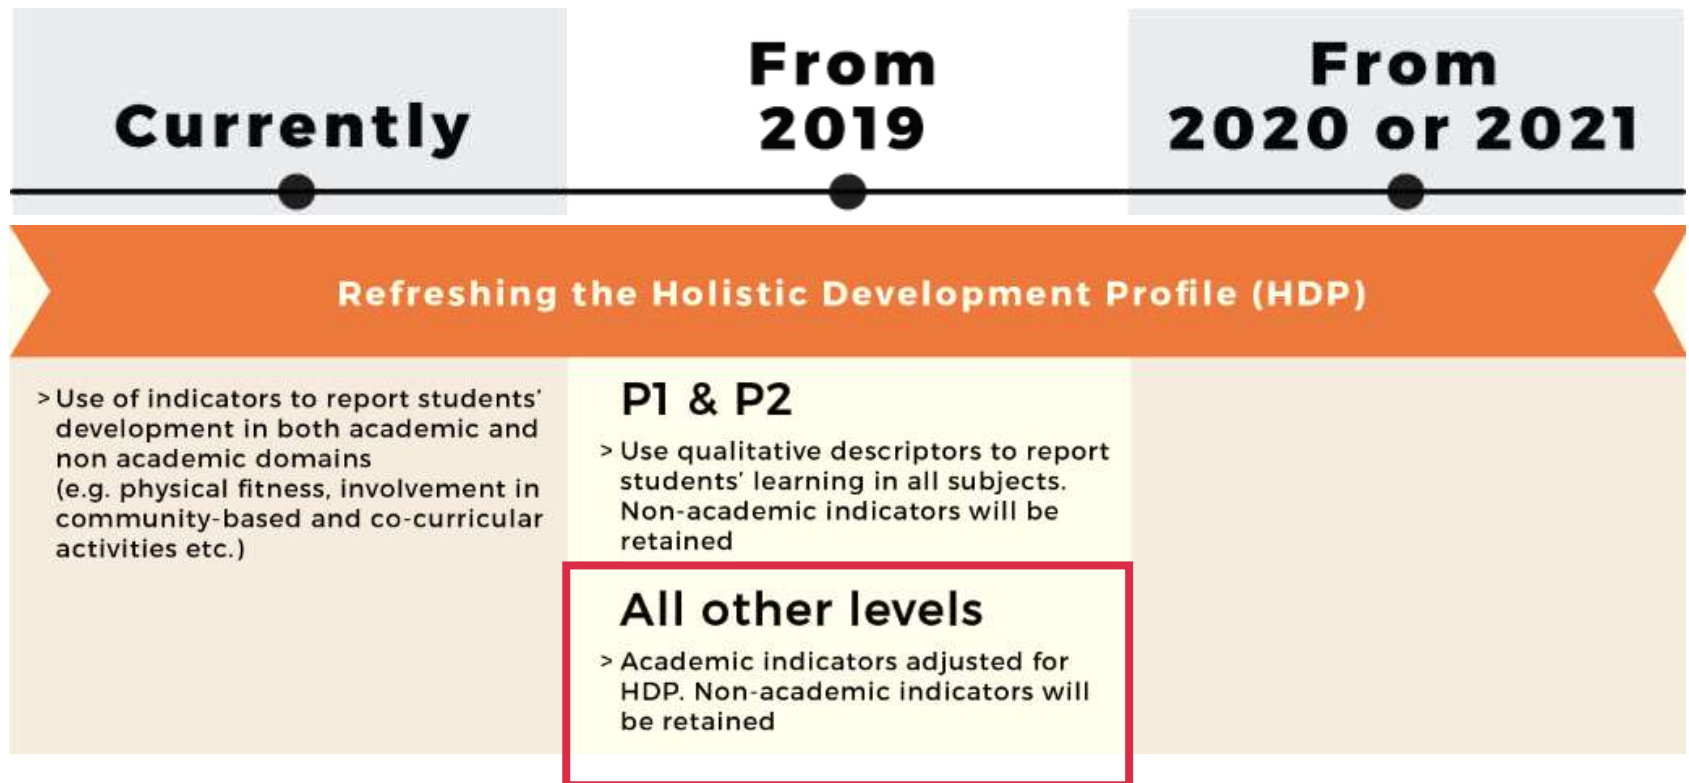 Currently
From
2019
From
2020 or 2021
Refreshing the Holistic Development Profile (HDP)
> Use of indicators to report students'
development in both academic and
non academic domains
(e.g. physical fitness, involvement in
community-based and co-curricular
activities etc.)
P1 & P2
> Use qualitative descriptors to report
students' learning in all subjects.
Non-academic indicators will be
retained
All other levels
> Academic indicators adjusted for
HDP. Non-academic indicators will
be retained